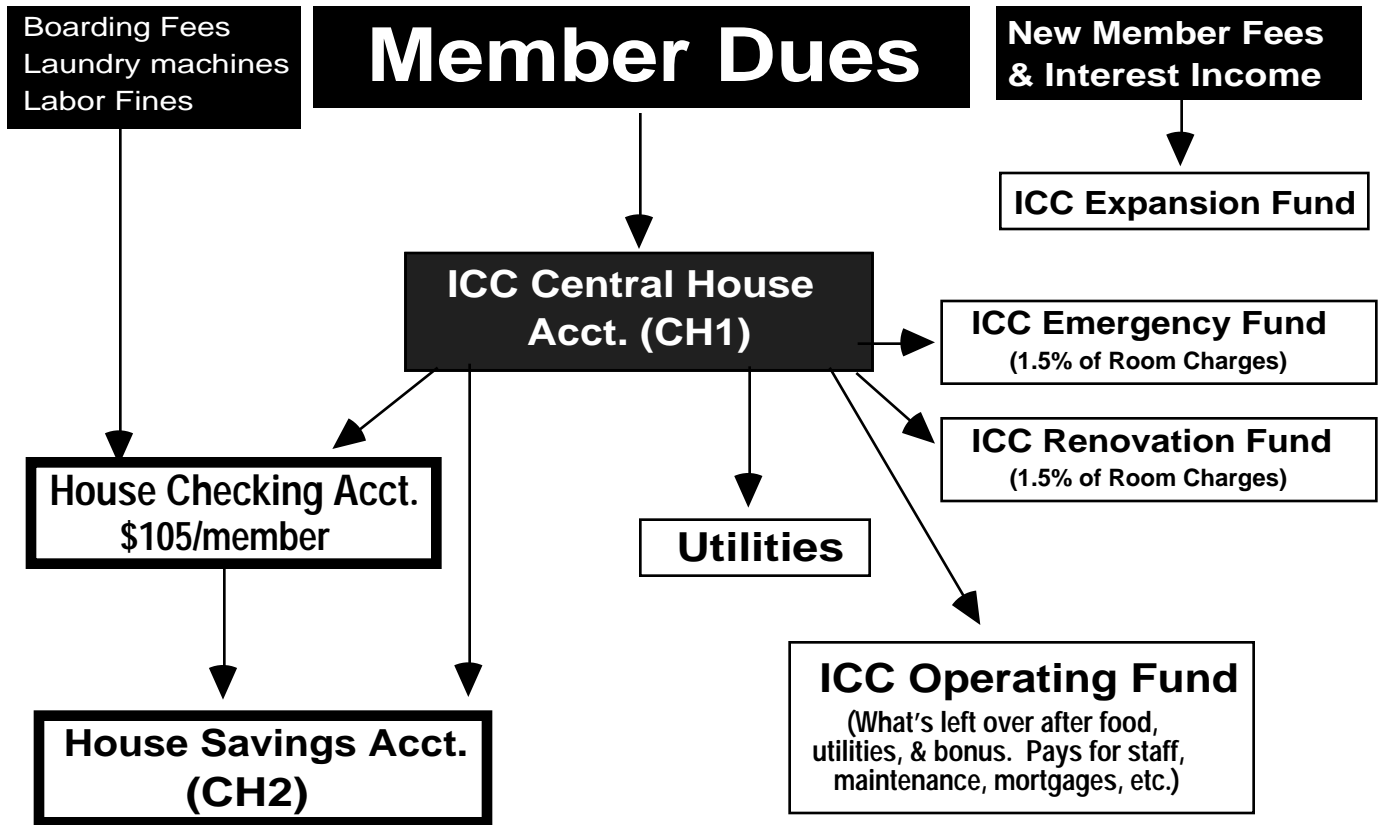 Boarding Fees
Laundry machines
Labor Fines
Member Dues
New Member Fees
& Interest Income
ICC Expansion Fund
ICC Central House
Acct. (CH1)
ICC Emergency Fund
(1.5% of Room Charges)
ICC Renovation Fund
(1.5% of Room Charges)
House Checking Acct.
$105/member
Utilities
ICC Operating Fund
(What's left over after food,
utilities, & bonus. Pays for staff,
maintenance, mortgages, etc.)
House Savings Acct.
(CH2)